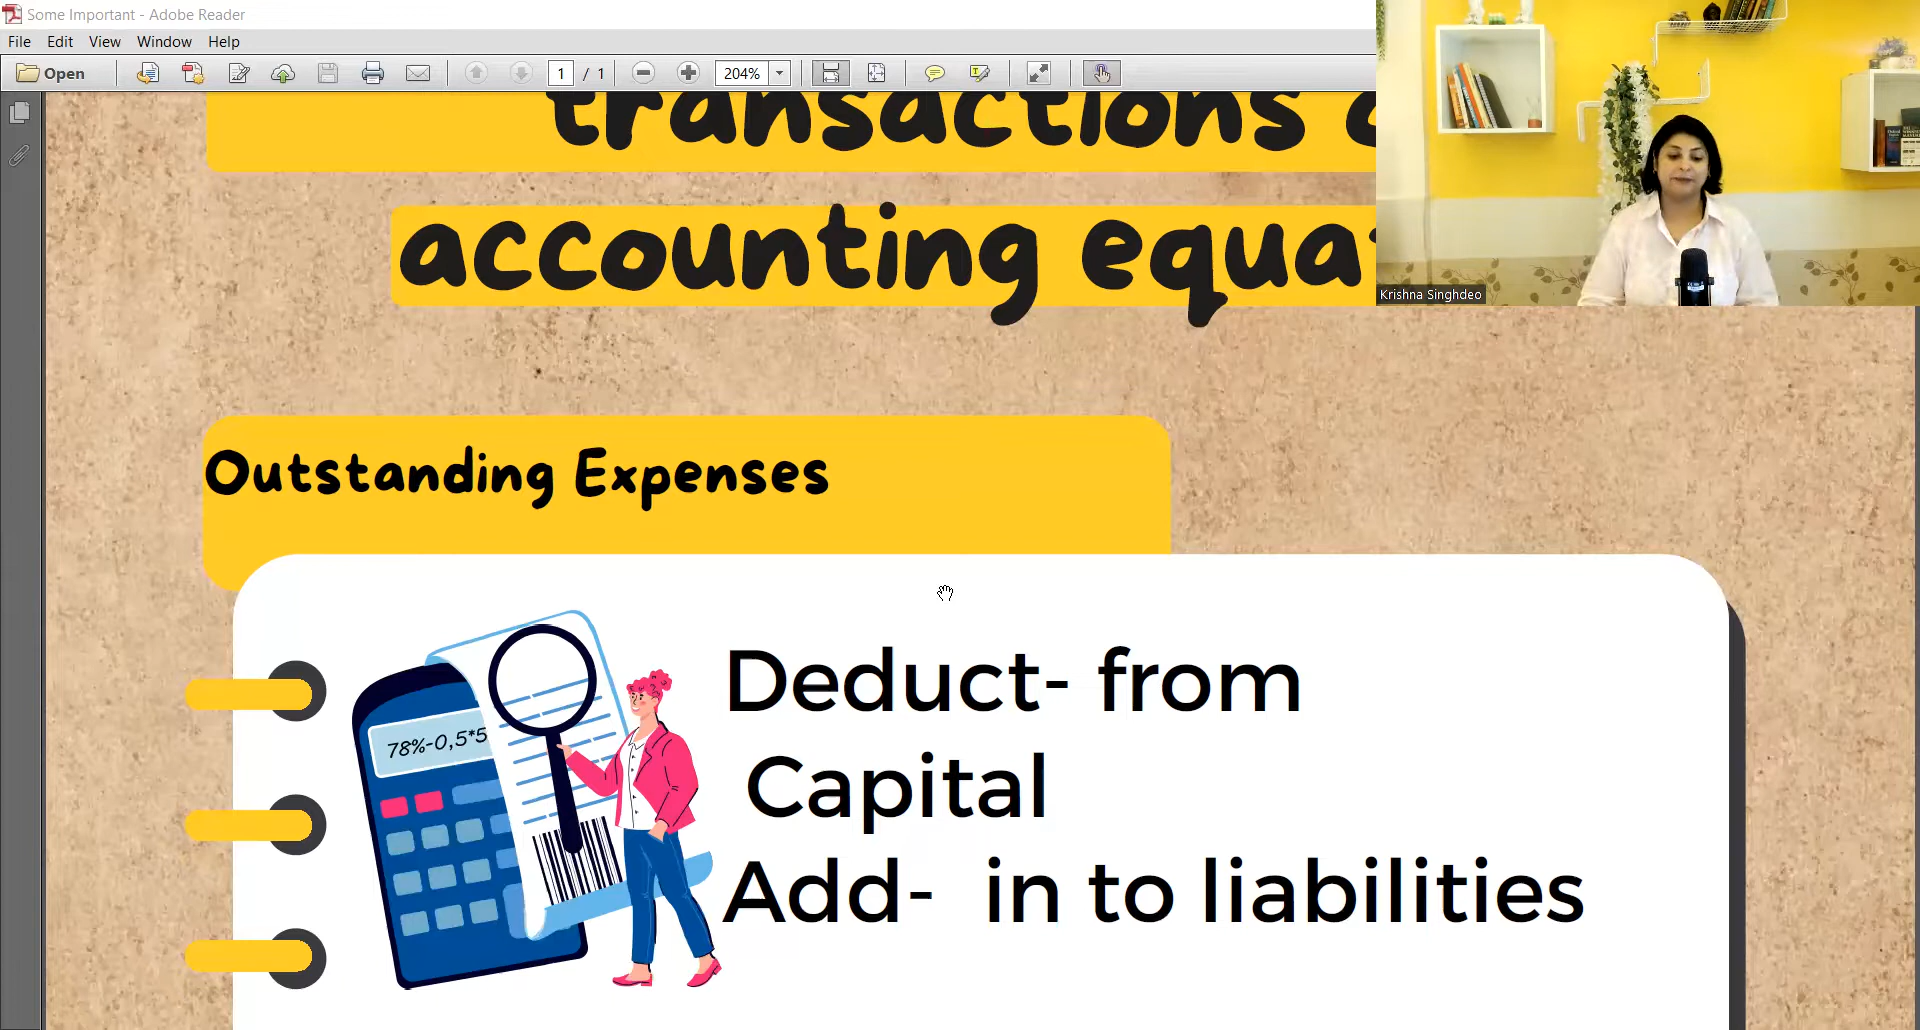 Some Important - Adobe Reader
File Edit View Window Help
Open 1 / 1 204%
transactions
accounting equa
Krishna Singhdeo
Outstanding Expenses
78%-0,5*5
Deduct- from
Capital
Add- in to liabilities